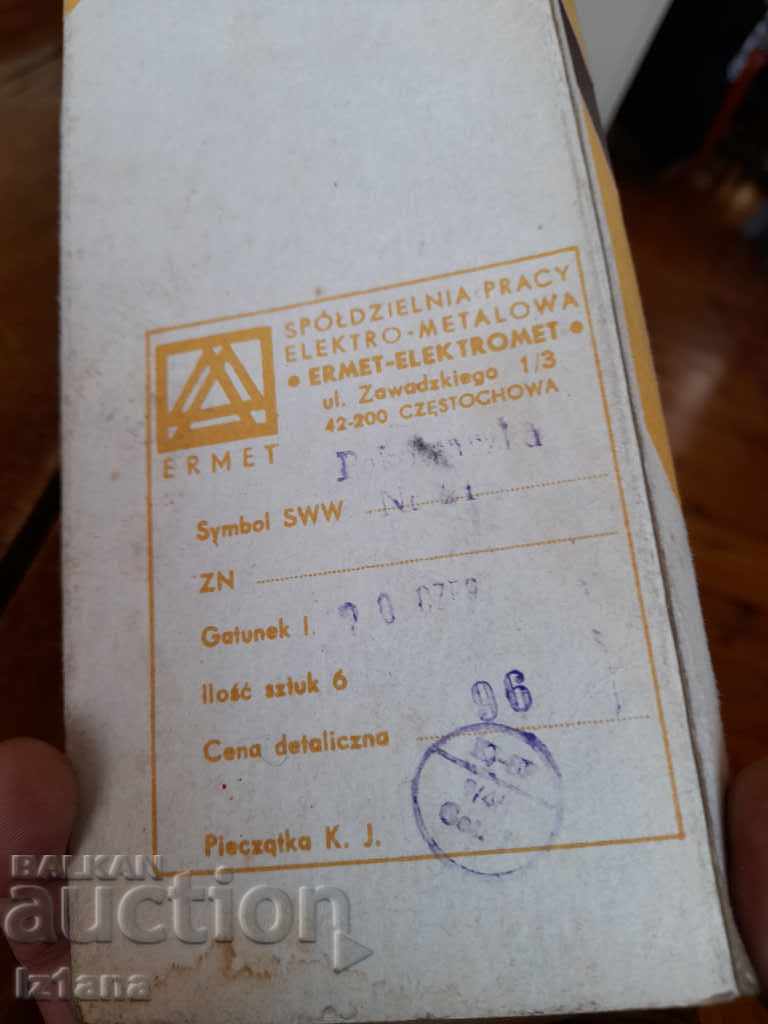 SPÓŁDZIELNIA PRACY
ELEKTRO-METALOWA
• ERMET-ELEKTROMET •
ul. Zawadzkiego 1/3
42-200 CZĘSTOCHOWA
ERMET
Symbol SWW
ZN
Gatunek I.
Ilość sztuk 6
96
Cena detaliczna
Pieczątka K. J.
BALKAN
auction
iz1ana